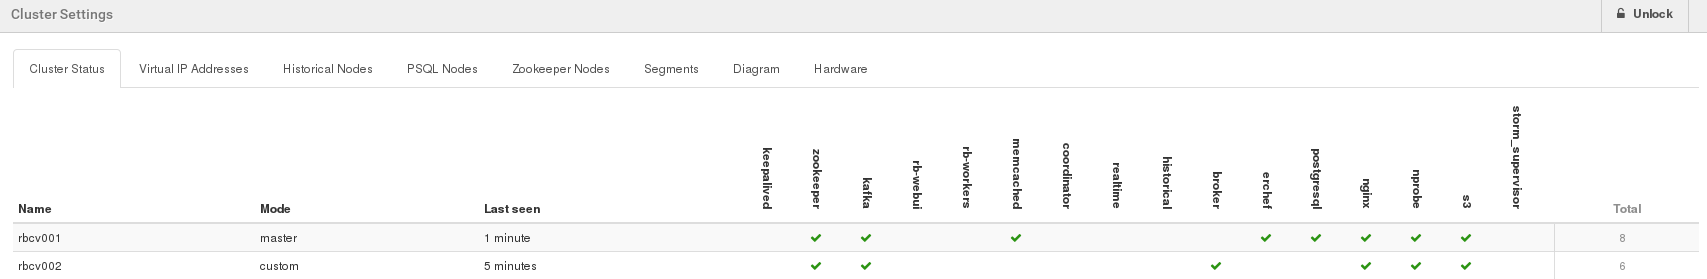 Cluster Settings
Unlock
Cluster Status Virtual IP Addresses Historical Nodes PSQL Nodes Zookeeper Nodes Segments Diagram Hardware
Name Mode Last seen keepalived zookeeper kafka rb-webui rb-workers memcached coordinator realtime historical broker erchef postgresql nginx nprobe s3 storm_supervisor Total
rbcv001 master 1 minute 8
rbcv002 custom 5 minutes 6